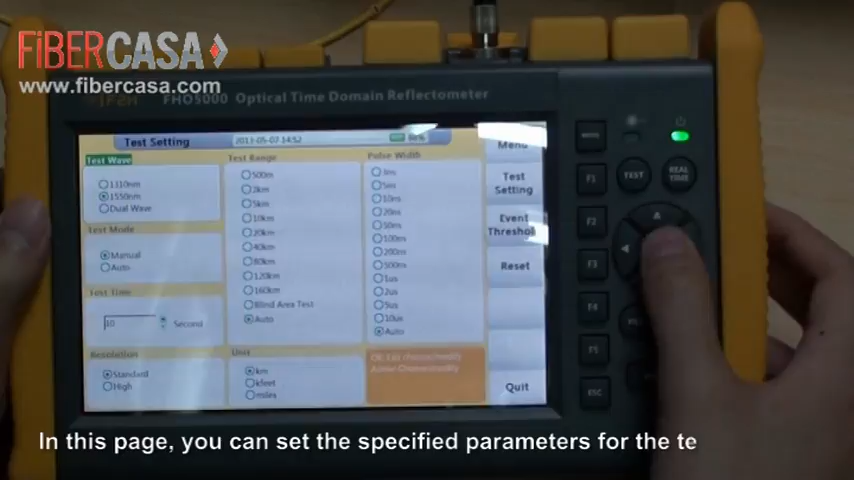 FiBERCASA
www.fibercasa.com
FHO5000 Optical Time Domain Reflectometer
Test Setting
2013-05-07 14:52
Test Wave
1310nm
1550nm
Dual Wave
Test Mode
Manual
Auto
Test Time
10
Second
Resolution
Standard
High
Test Range
500m
2km
5km
10km
20km
40km
80km
120km
160km
Blind Area Test
Auto
Unit
km
kfeet
miles
Pulse Width
3ns
5ns
10ns
20ns
50ns
100ns
200ns
500ns
1us
2us
5us
10us
Auto
Menu
Test
Setting
Event
Threshold
Reset
Quit
F1
F2
F3
F4
F5
ESC
TEST
REAL
TIME
In this page, you can set the specified parameters for the te